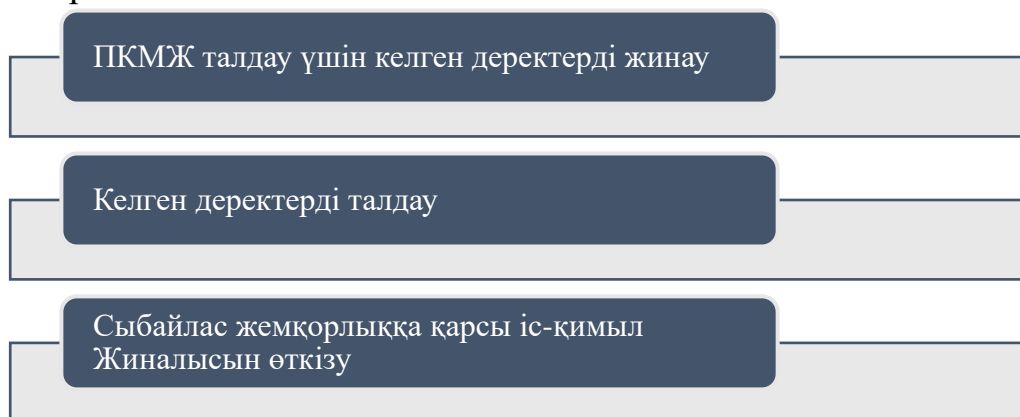 ПКМЖ талдау үшін келген деректерді жинау
Келген деректерді талдау
Сыбайлас жемқорлыққа қарсы іс-қимыл
Жиналысын өткізу